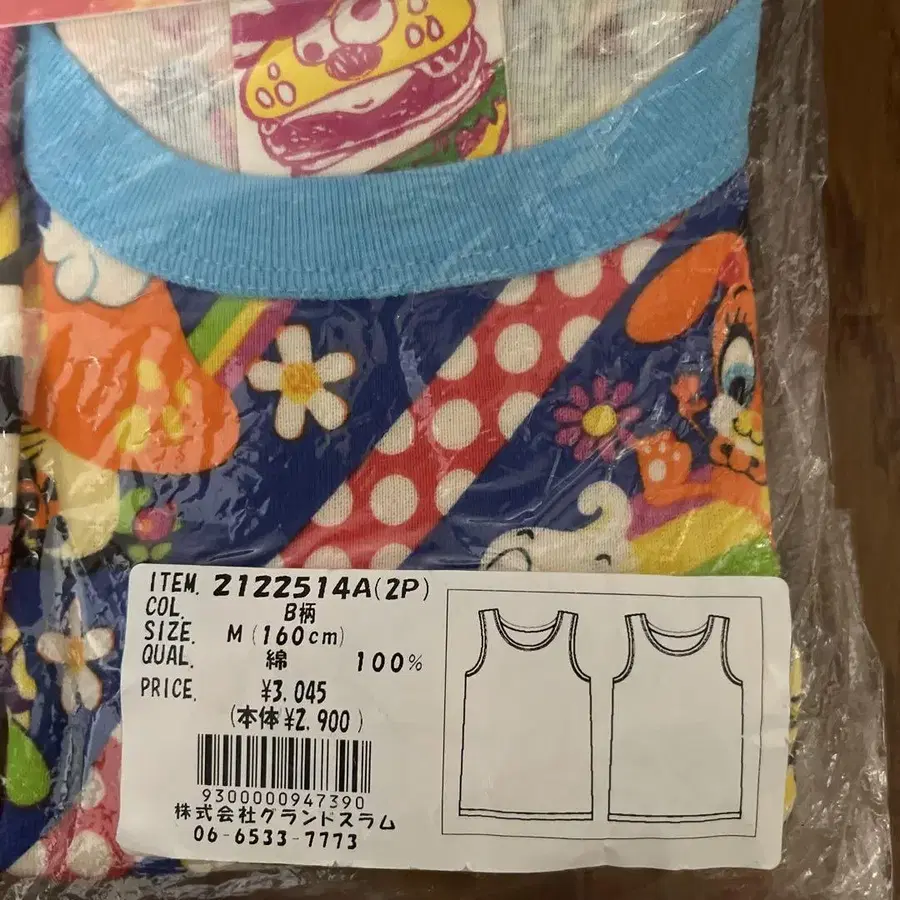 ITEM. 2122514A(2P)
COL. B柄
SIZE. M(160cm)
QUAL. 綿 100%
PRICE. ¥3.045
(本体¥2.900)
9300000947390
株式会社グランドスラム
06-6533-7773